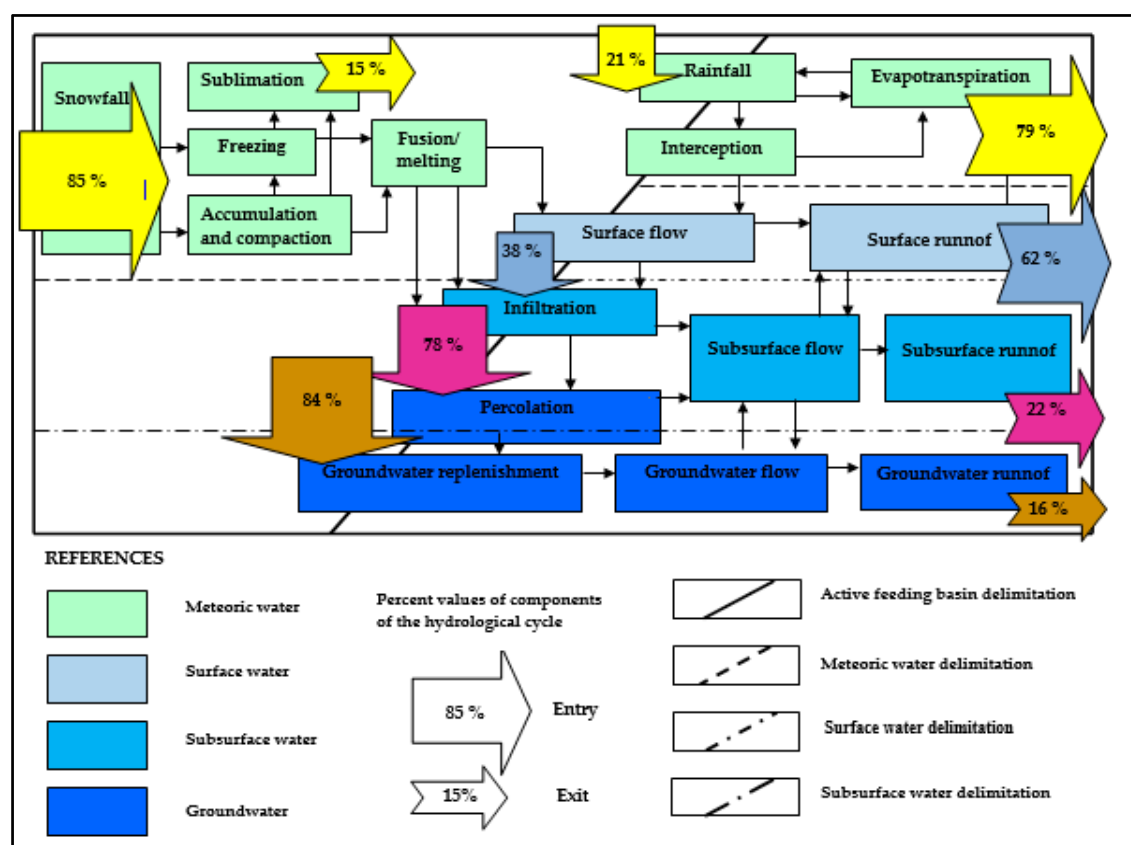 15 %
21 %
Rainfall
Evapotranspiration
Sublimation
Snowfall
Freezing
Fusion/
melting
Interception
79 %
85 %
Accumulation
and compaction
Surface flow
Surface runnof
38 %
62 %
Infiltration
78 %
Subsurface flow
Subsurface runnof
84 %
Percolation
22 %
Groundwater replenishment
Groundwater flow
Groundwater runnof
16 %
REFERENCES
Meteoric water
Surface water
Subsurface water
Groundwater
Percent values of components
of the hydrological cycle
85 %
Entry
15%
Exit
Active feeding basin delimitation
Meteoric water delimitation
Surface water delimitation
Subsurface water delimitation